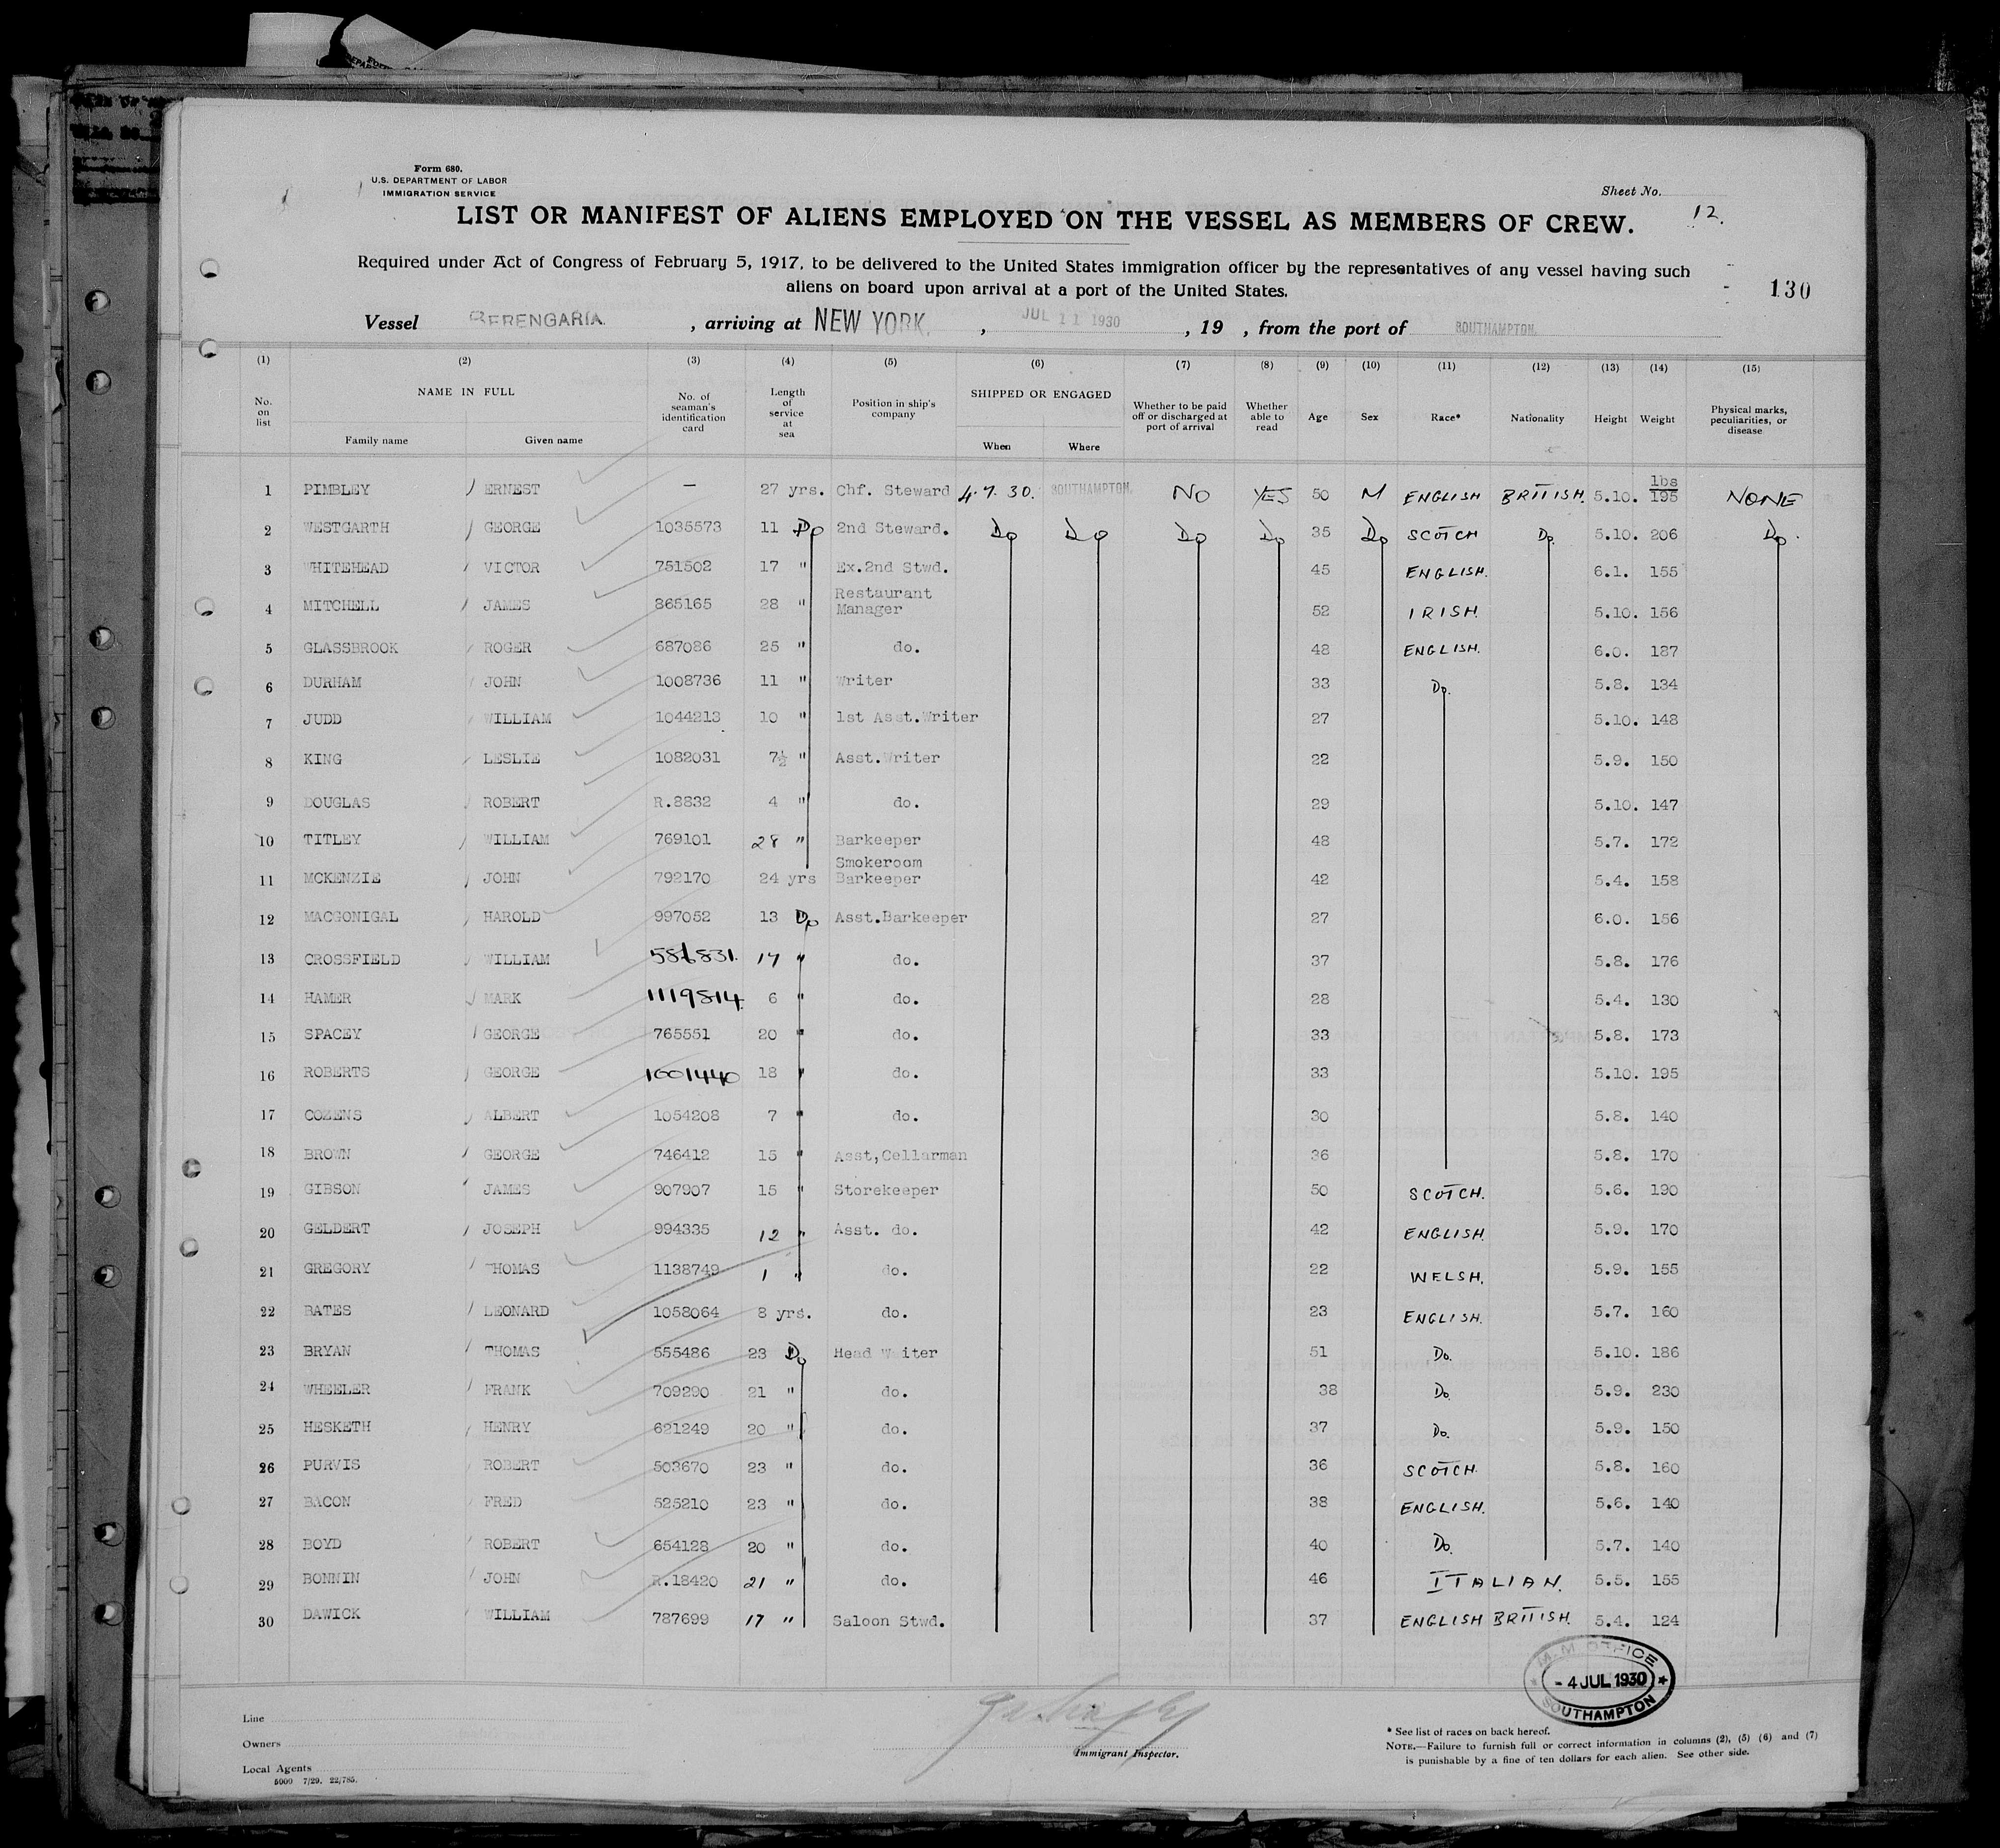 Form 680.
U.S. DEPARTMENT OF LABOR
IMMIGRATION SERVICE
Sheet No.
12.
LIST OR MANIFEST OF ALIENS EMPLOYED ON THE VESSEL AS MEMBERS OF CREW.
Required under Act of Congress of February 5, 1917, to be delivered to the United States immigration officer by the representatives of any vessel having such
aliens on board upon arrival at a port of the United States.
130
Vessel BERENGARIA , arriving at NEW YORK. , JUL 11 1930 , 19 , from the port of SOUTHAMPTON.
(1) (2) (3) (4) (5) (6) (7) (8) (9) (10) (11) (12) (13) (14) (15)
No. on list NAME IN FULL Family name Given name No. of seaman's identification card Length of service at sea Position in ship's company SHIPPED OR ENGAGED When Where Whether to be paid off or discharged at port of arrival Whether able to read Age Sex Race* Nationality Height Weight Physical marks, peculiarities, or disease
1 PIMBLEY ERNEST — 27 yrs. Chf. Steward 4.7.30. SOUTHAMPTON. NO YES 50 M ENGLISH BRITISH. 5.10. lbs 195 NONE
2 WESTGARTH GEORGE 1035573 11 Do 2nd Steward. Do Do Do Do 35 Do SCOTCH Do. 5.10. 206 Do.
3 WHITEHEAD VICTOR 751502 17 " Ex.2nd Stwd. 45 ENGLISH. 6.1. 155
4 MITCHELL JAMES 865165 28 " Restaurant Manager 52 IRISH. 5.10. 156
5 GLASSBROOK ROGER 687086 25 " do. 48 ENGLISH. 6.0. 187
6 DURHAM JOHN 1008736 11 " Writer 33 Do. 5.8. 134
7 JUDD WILLIAM 1044213 10 " 1st Asst.Writer 27 5.10. 148
8 KING LESLIE 1082031 7½ " Asst.Writer 22 5.9. 150
9 DOUGLAS ROBERT R.8832 4 " do. 29 5.10. 147
10 TITLEY WILLIAM 769101 28 " Barkeeper 48 5.7. 172
11 MCKENZIE JOHN 792170 24 yrs Smokeroom Barkeeper 42 5.4. 158
12 MACGONIGAL HAROLD 997052 13 Do Asst.Barkeeper 27 6.0. 156
13 CROSSFIELD WILLIAM 586831. 17 " do. 37 5.8. 176
14 HAMER MARK 1119814. 6 " do. 28 5.4. 130
15 SPACEY GEORGE 765551 20 " do. 33 5.8. 173
16 ROBERTS GEORGE 1001440 18 " do. 33 5.10. 195
17 COZENS ALBERT 1054208 7 " do. 30 5.8. 140
18 BROWN GEORGE 746412 15 " Asst,Cellarman 36 5.8. 170
19 GIBSON JAMES 907907 15 " Storekeeper 50 SCOTCH. 5.6. 190
20 GELDERT JOSEPH 994335 12 " Asst. do. 42 ENGLISH. 5.9. 170
21 GREGORY THOMAS 1138749 1 " do. 22 WELSH. 5.9. 155
22 BATES LEONARD 1058064 8 yrs. do. 23 ENGLISH. 5.7. 160
23 BRYAN THOMAS 555486 23 Do Head Waiter 51 Do. 5.10. 186
24 WHEELER FRANK 709290 21 " do. 38 Do. 5.9. 230
25 HESKETH HENRY 621249 20 " do. 37 Do. 5.9. 150
26 PURVIS ROBERT 503670 23 " do. 36 SCOTCH. 5.8. 160
27 BACON FRED 525210 23 " do. 38 ENGLISH. 5.6. 140
28 BOYD ROBERT 654128 20 " do. 40 Do. 5.7. 140
29 BONNIN JOHN R.18420 21 " do. 46 ITALIAN. 5.5. 155
30 DAWICK WILLIAM 787699 17 " Saloon Stwd. 37 ENGLISH BRITISH. 5.4. 124
M.M. OFFICE
- 4 JUL 1930
SOUTHAMPTON
Line
Owners
Local Agents
5000 7/29. 22/785.
Immigrant Inspector.
* See list of races on back hereof.
NOTE.—Failure to furnish full or correct information in columns (2), (5) (6) and (7)
is punishable by a fine of ten dollars for each alien. See other side.